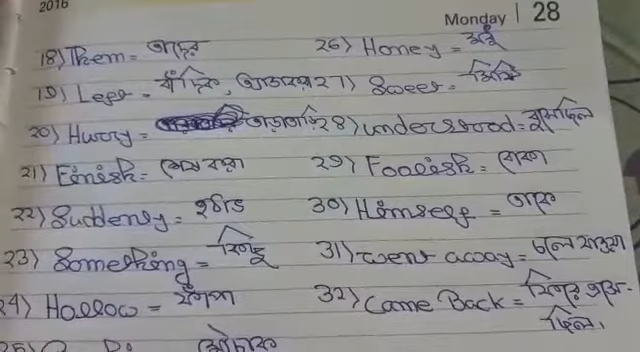 2016
Monday 28
18) Them = তাদের
26) Honey = মধু
19) Left = বাঁদিক,
27) Sweet = মিষ্টি
20) Hurry = তাড়াতাড়ি
28) Understood = বুঝেছিল
21) Finish = শেষ করা
29) Foolish = বোকা
22) Suddenly = হঠাৎ
30) Himself = তাকে
23) Something = কিছু
31) went away = চলে যাওয়া
24) Hollow = ফাঁপা
32) Came Back = ফিরে এসে-
ছিল।